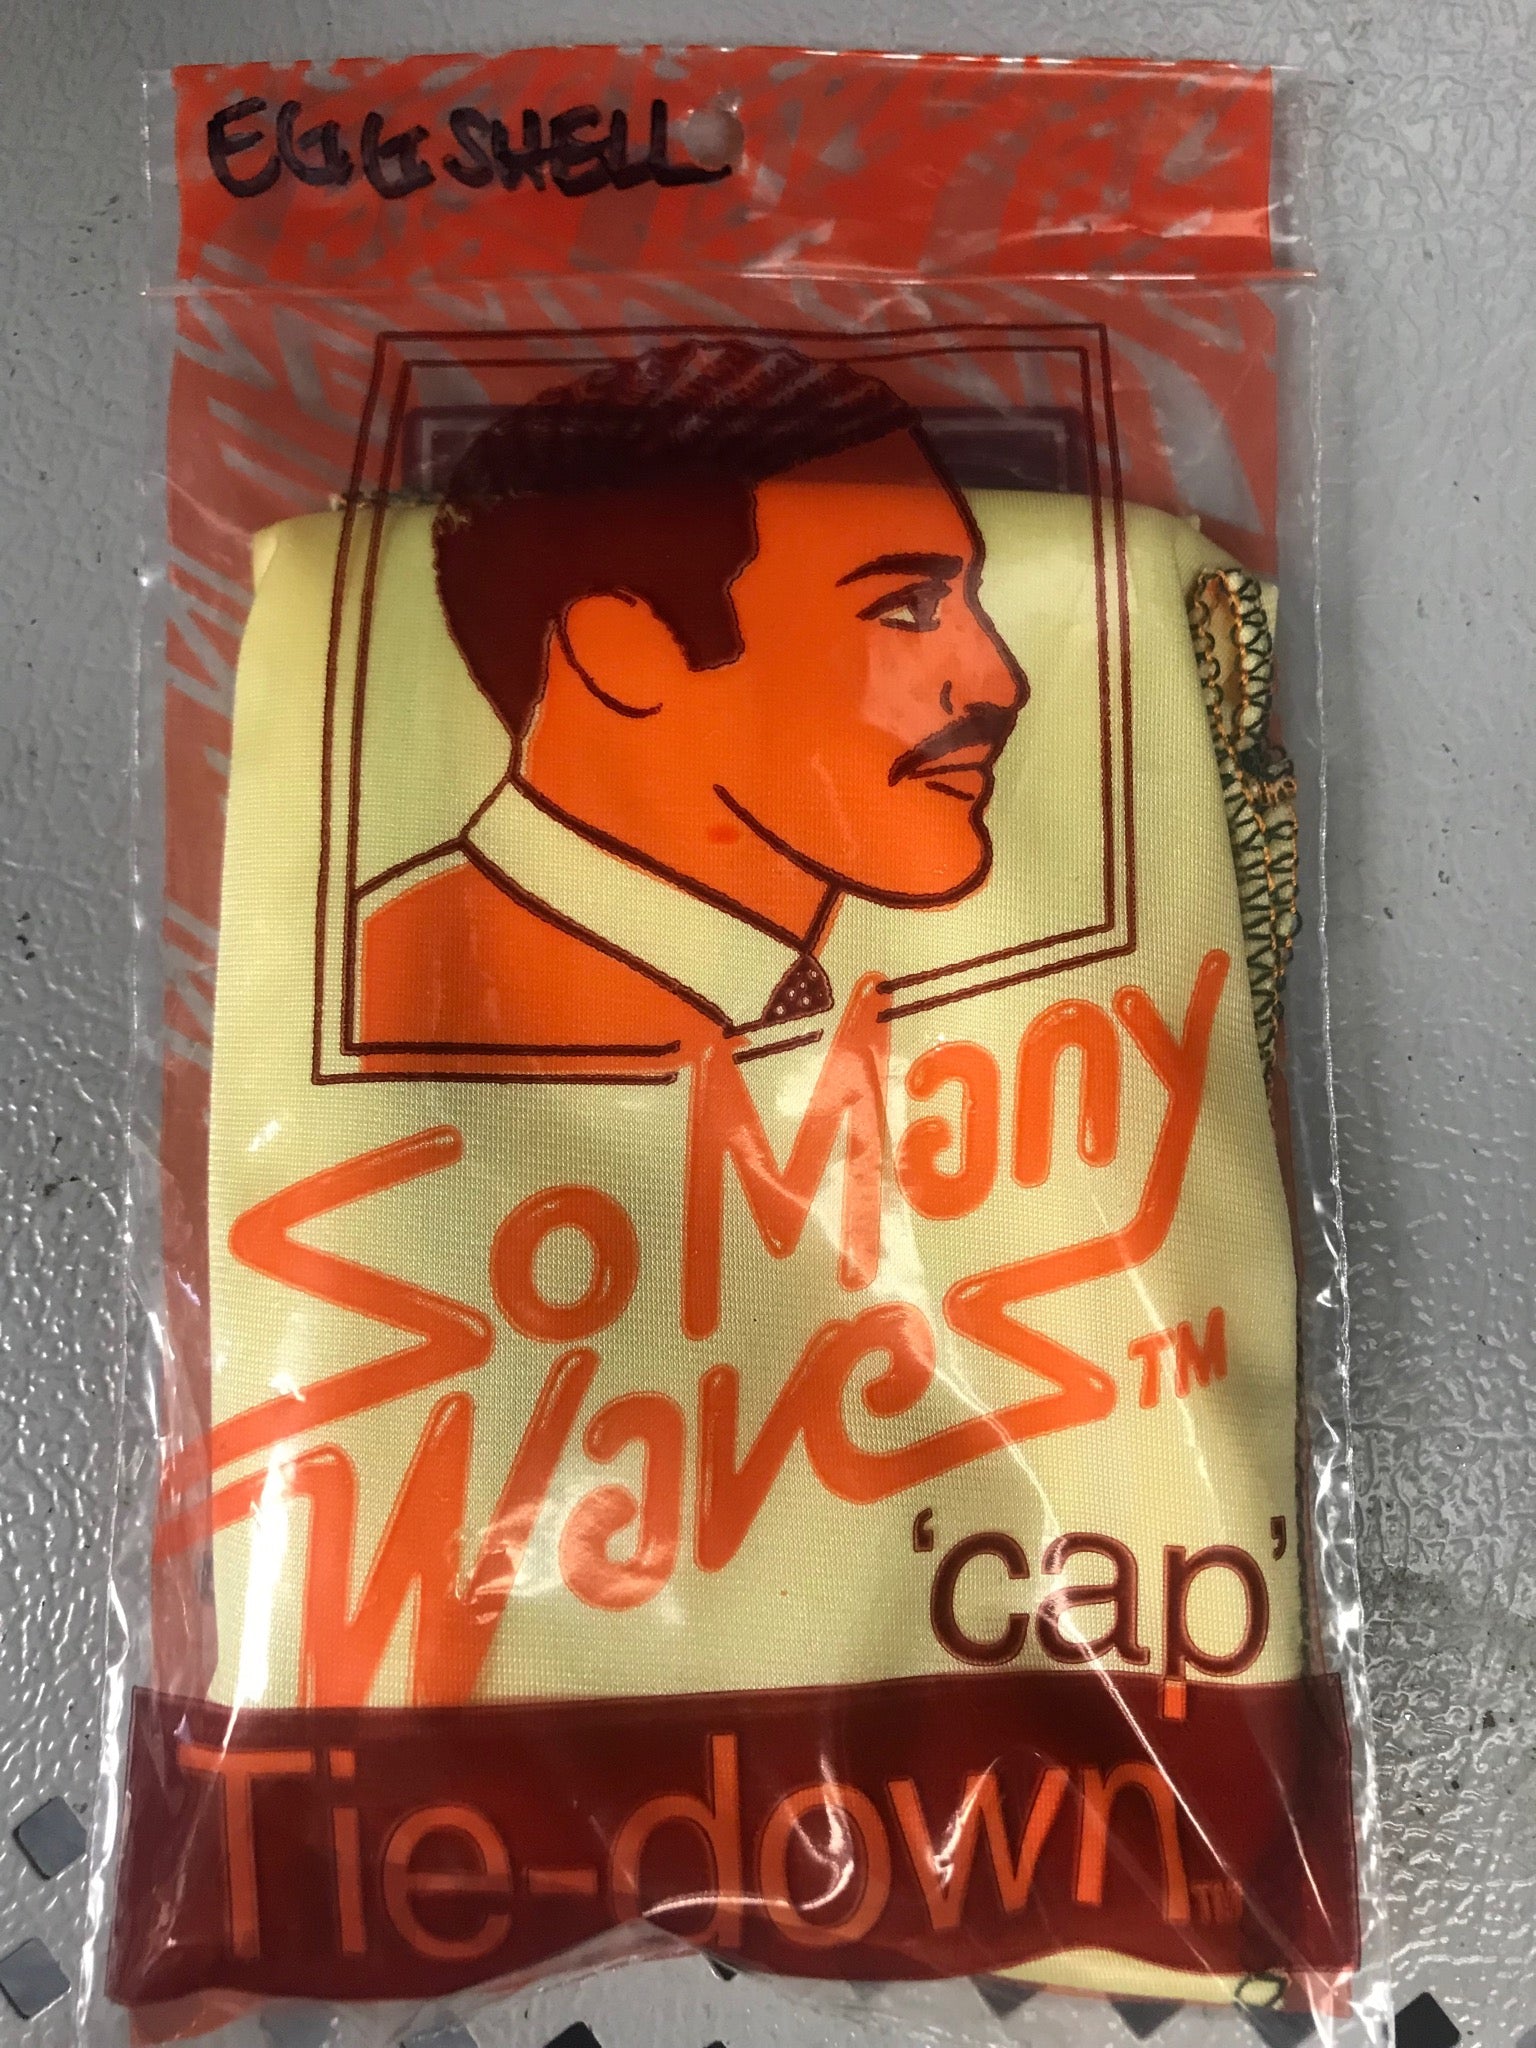 EGGSHELL
So Many
Waves™
'cap'
Tie-down™